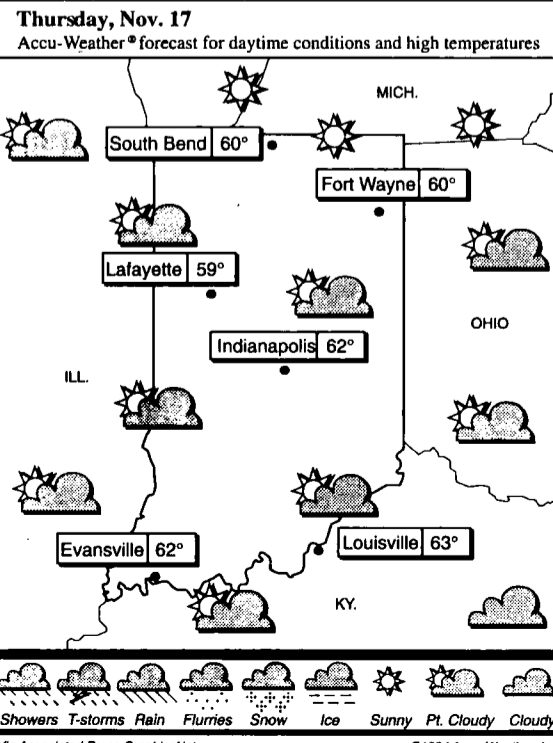 Thursday, Nov. 17
Accu-Weather® forecast for daytime conditions and high temperatures
MICH.
South Bend 60°
Fort Wayne 60°
Lafayette 59°
OHIO
Indianapolis 62°
ILL.
Evansville 62°
Louisville 63°
KY.
Showers T-storms Rain Flurries Snow Ice Sunny Pt. Cloudy Cloudy